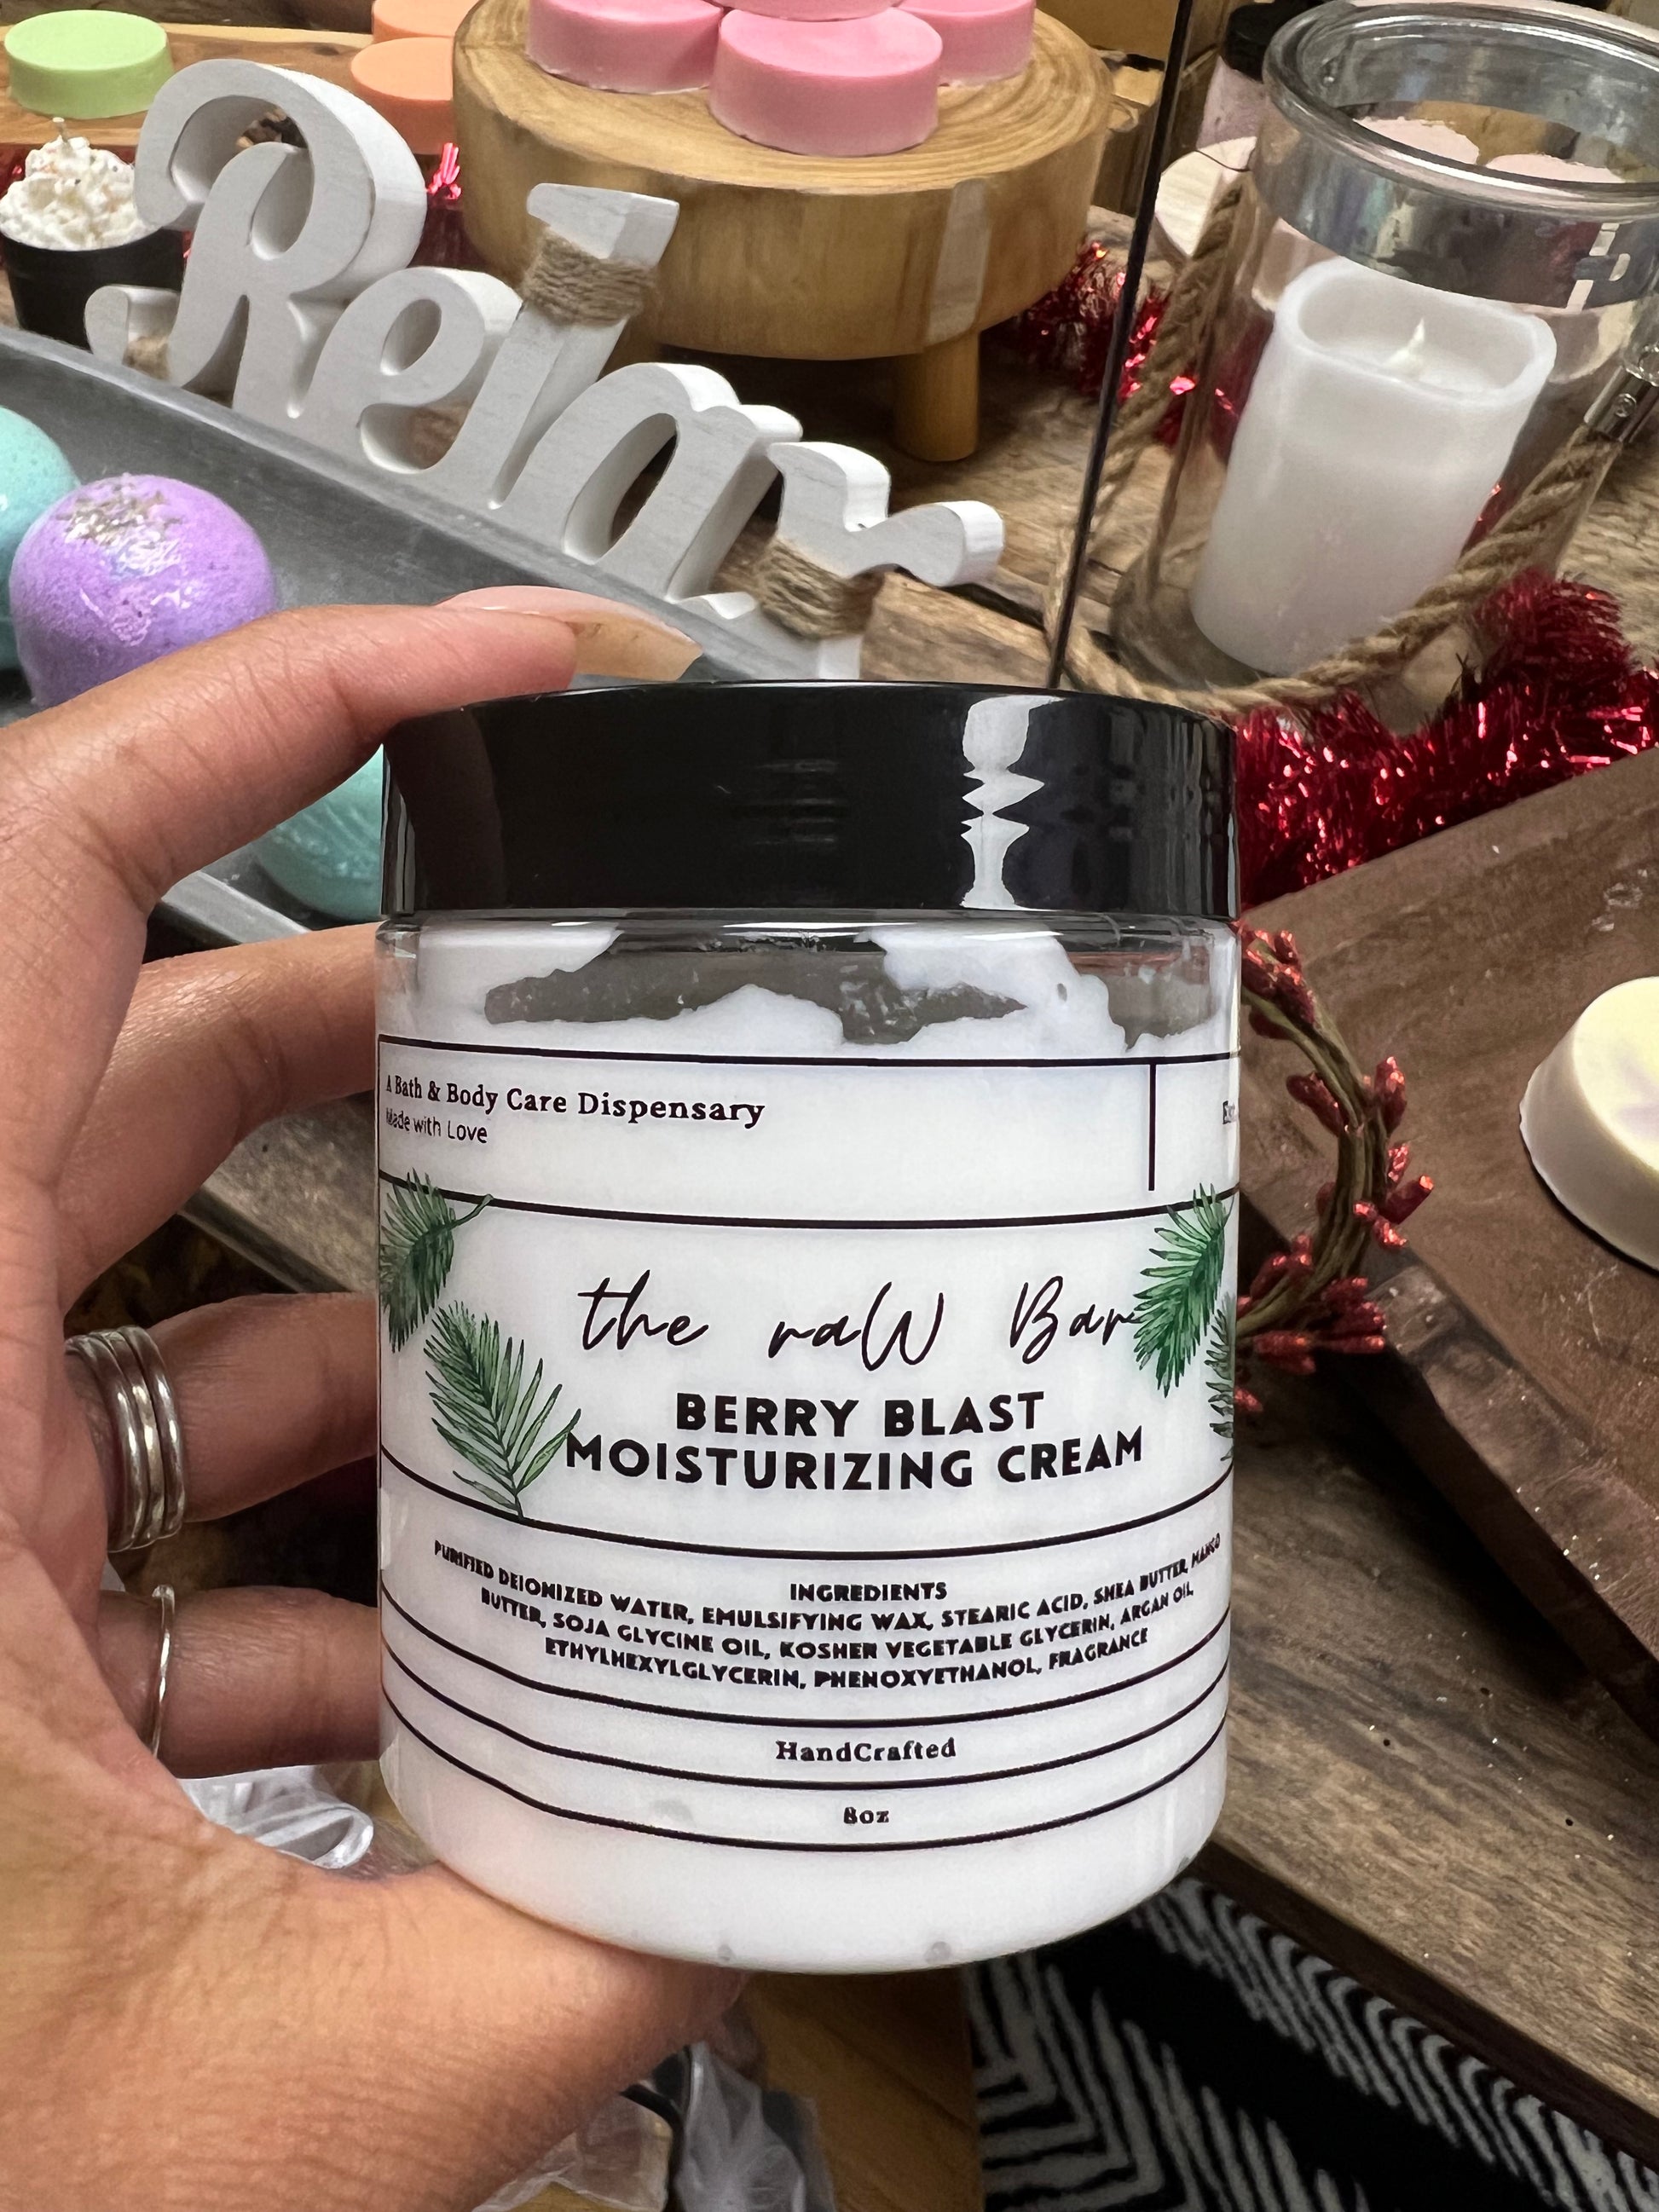 Relax
A Bath & Body Care Dispensary
Made with Love
the raW Bar
BERRY BLAST
MOISTURIZING CREAM
INGREDIENTS
PURIFIED DEIONIZED WATER, EMULSIFYING WAX, STEARIC ACID, SHEA BUTTER, MANGO
BUTTER, SOJA GLYCINE OIL, KOSHER VEGETABLE GLYCERIN, ARGAN OIL
ETHYLHEXYLGLYCERIN, PHENOXYETHANOL, FRAGRANCE
HandCrafted
8oz